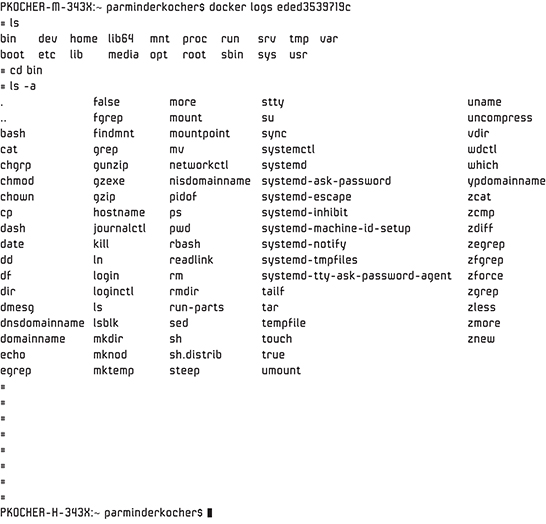 PKOCHER-M-343X:~ parminderkocher$ docker logs eded3539719c
# ls
bin dev home lib64 mnt proc run srv tmp var
boot etc lib media opt root sbin sys usr
# cd bin
# ls -a
. false more stty uname
.. fgrep mount su uncompress
bash findmnt mountpoint sync vdir
cat grep mv systemctl wdctl
chgrp gunzip networkctl systemd which
chmod gzexe nisdomainname systemd-ask-password ypdomainname
chown gzip pidof systemd-escape zcat
cp hostname ps systemd-inhibit zcmp
dash journalctl pwd systemd-machine-id-setup zdiff
date kill rbash systemd-notify zegrep
dd ln readlink systemd-tmpfiles zfgrep
df login rm systemd-tty-ask-password-agent zforce
dir loginctl rmdir tailf zgrep
dmesg ls run-parts tar zless
dnsdomainname lsblk sed tempfile zmore
domainname mkdir sh touch znew
echo mknod sh.distrib true
egrep mktemp steep umount
#
#
#
#
#
#
#
#
PKOCHER-H-343X:~ parminderkocher$